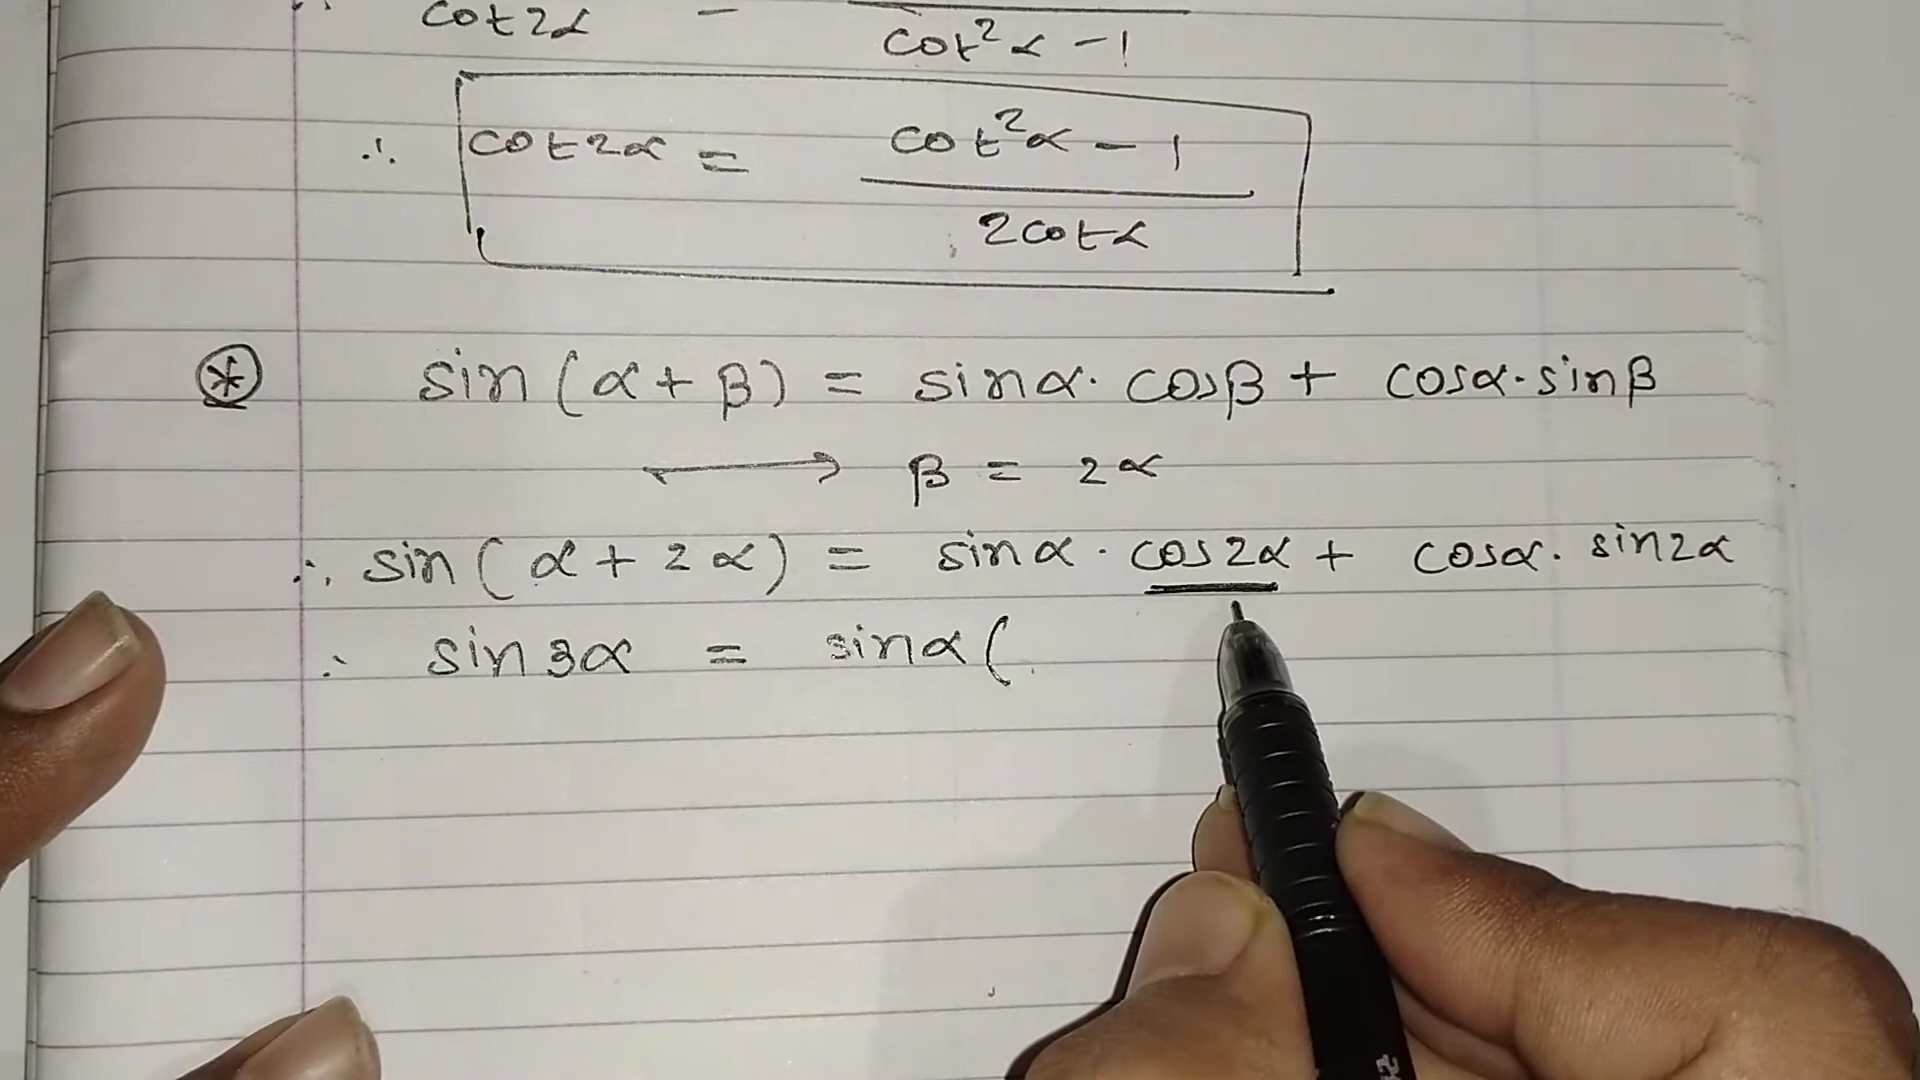 ∴ cot2α = / cot²α - 1
∴ cot2α = cot²α - 1 / 2cotα
* sin(α + β) = sinα · cosβ + cosα · sinβ
⟶ β = 2α
∴ sin(α + 2α) = sinα · cos2α + cosα · sin2α
∴ sin3α = sinα (